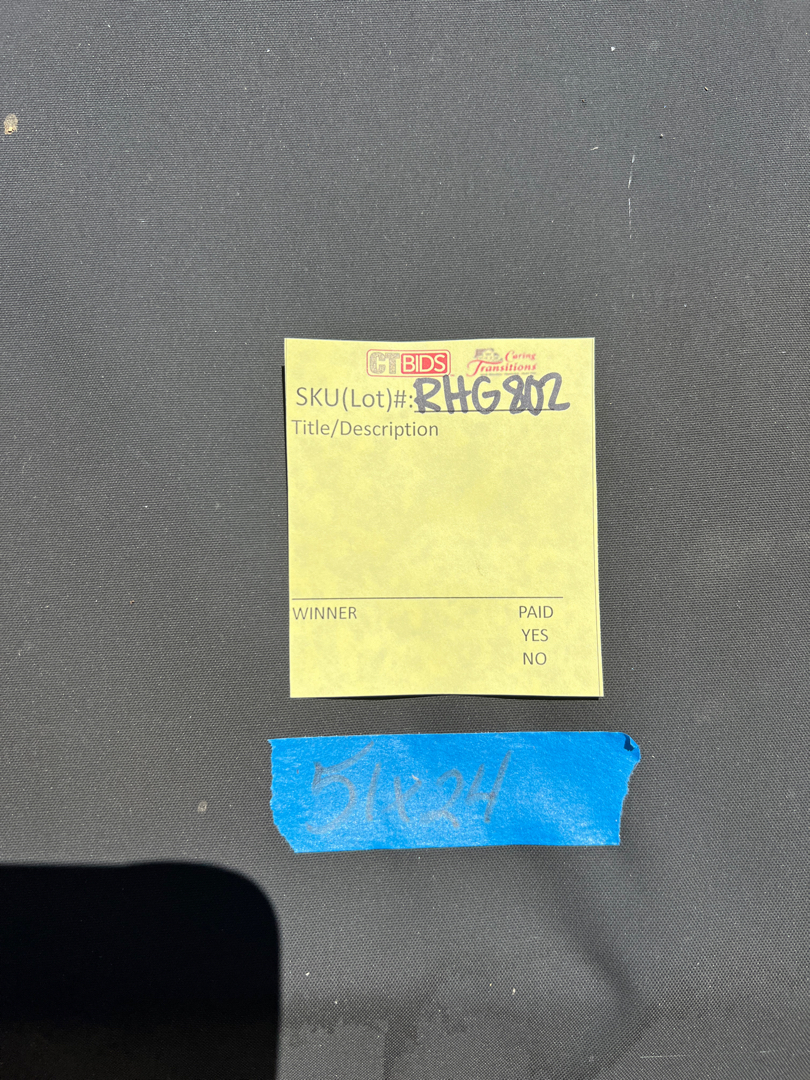 CTBIDS Caring Transitions
SKU(Lot)#: RHG802
Title/Description
WINNER PAID
YES
NO
51x24